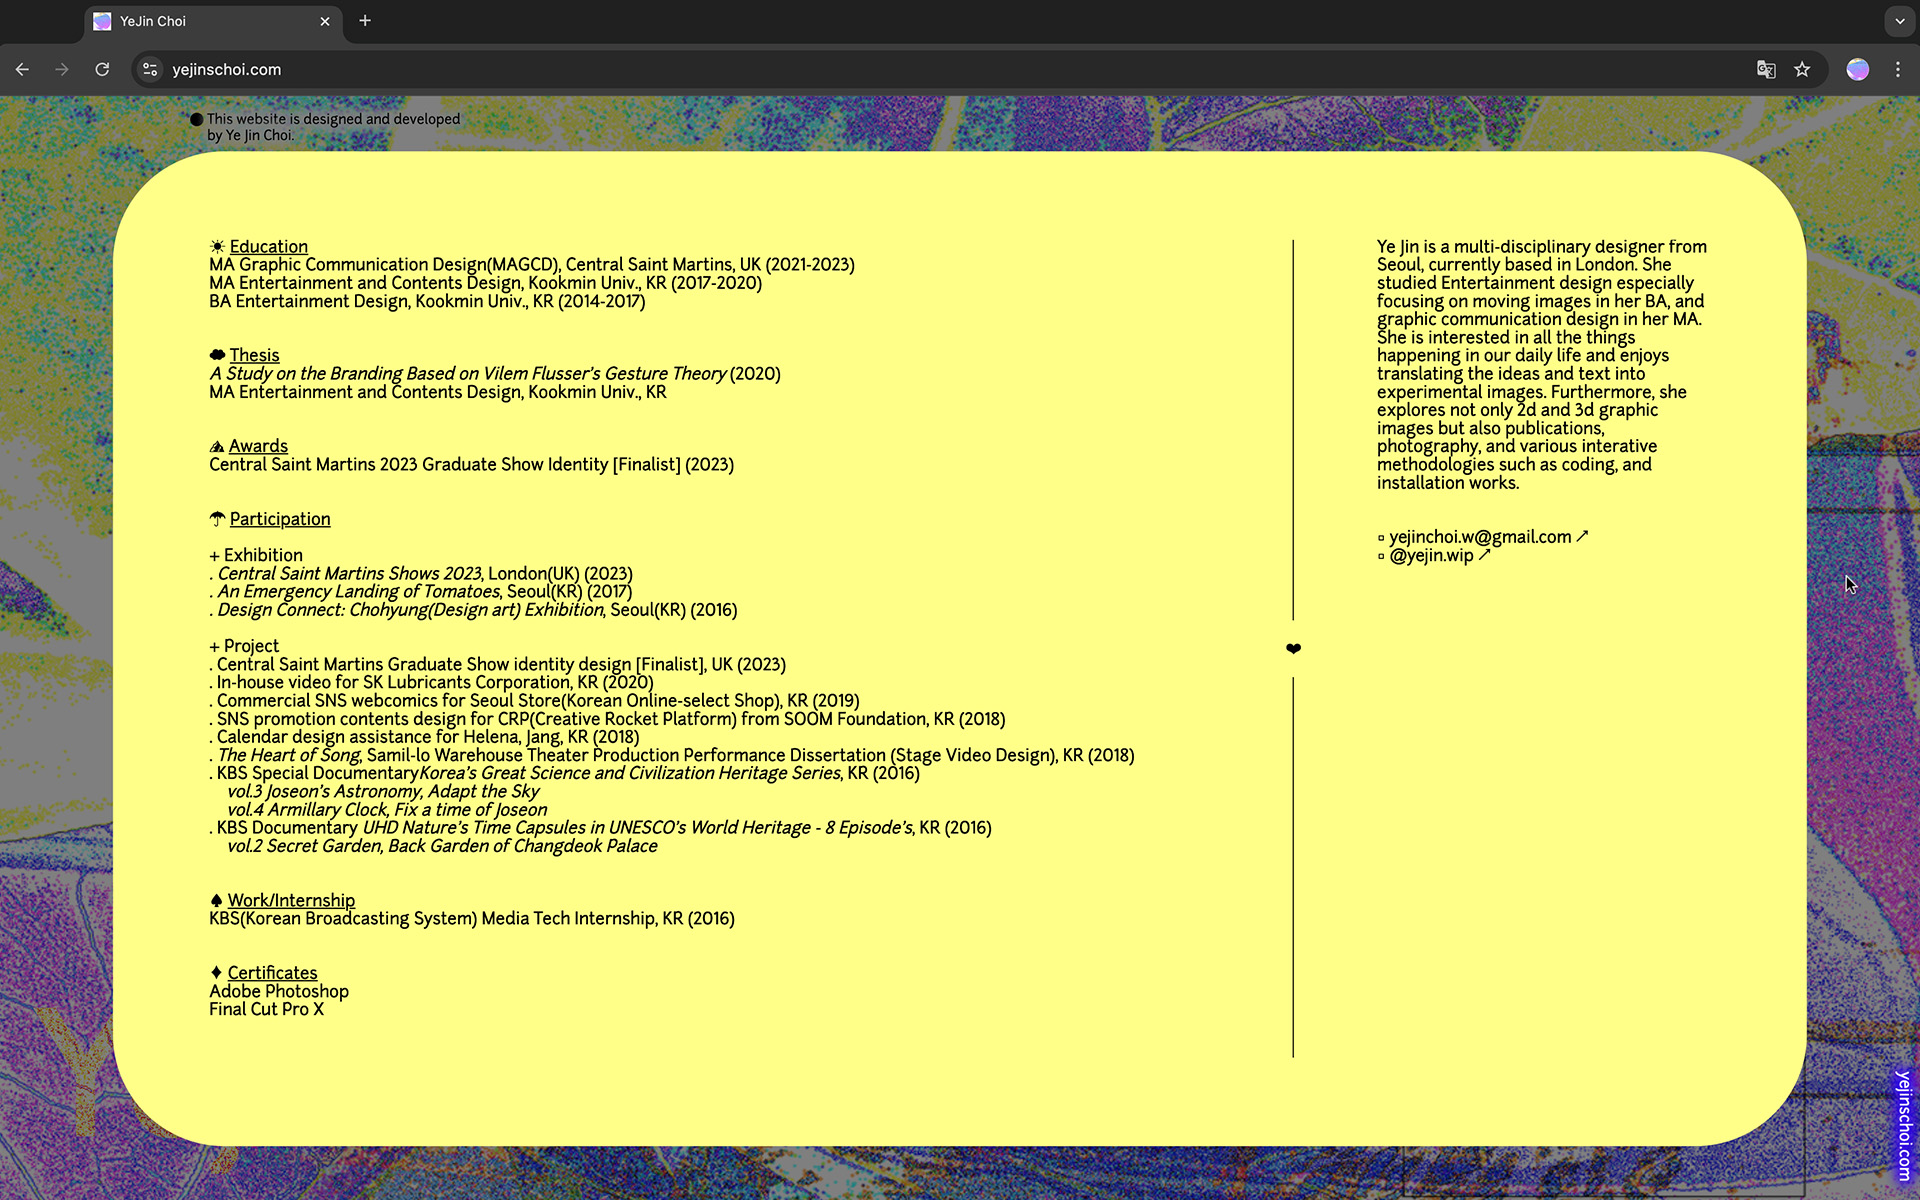 YeJin Choi
yejinschoi.com
This website is designed and developed
by Ye Jin Choi.
☀ Education
MA Graphic Communication Design(MAGCD), Central Saint Martins, UK (2021-2023)
MA Entertainment and Contents Design, Kookmin Univ., KR (2017-2020)
BA Entertainment Design, Kookmin Univ., KR (2014-2017)
☁ Thesis
A Study on the Branding Based on Vilem Flusser's Gesture Theory (2020)
MA Entertainment and Contents Design, Kookmin Univ., KR
Awards
Central Saint Martins 2023 Graduate Show Identity [Finalist] (2023)
☂ Participation
+ Exhibition
. Central Saint Martins Shows 2023, London(UK) (2023)
. An Emergency Landing of Tomatoes, Seoul(KR) (2017)
. Design Connect: Chohyung(Design art) Exhibition, Seoul(KR) (2016)
+ Project
. Central Saint Martins Graduate Show identity design [Finalist], UK (2023)
. In-house video for SK Lubricants Corporation, KR (2020)
. Commercial SNS webcomics for Seoul Store(Korean Online-select Shop), KR (2019)
. SNS promotion contents design for CRP(Creative Rocket Platform) from SOOM Foundation, KR (2018)
. Calendar design assistance for Helena, Jang, KR (2018)
. The Heart of Song, Samil-lo Warehouse Theater Production Performance Dissertation (Stage Video Design), KR (2018)
. KBS Special DocumentaryKorea's Great Science and Civilization Heritage Series, KR (2016)
vol.3 Joseon's Astronomy, Adapt the Sky
vol.4 Armillary Clock, Fix a time of Joseon
. KBS Documentary UHD Nature's Time Capsules in UNESCO's World Heritage - 8 Episode's, KR (2016)
vol.2 Secret Garden, Back Garden of Changdeok Palace
♠ Work/Internship
KBS(Korean Broadcasting System) Media Tech Internship, KR (2016)
♦ Certificates
Adobe Photoshop
Final Cut Pro X
Ye Jin is a multi-disciplinary designer from
Seoul, currently based in London. She
studied Entertainment design especially
focusing on moving images in her BA, and
graphic communication design in her MA.
She is interested in all the things
happening in our daily life and enjoys
translating the ideas and text into
experimental images. Furthermore, she
explores not only 2d and 3d graphic
images but also publications,
photography, and various interative
methodologies such as coding, and
installation works.
▫ yejinchoi.w@gmail.com ↗
▫ @yejin.wip ↗
yejinschoi.com